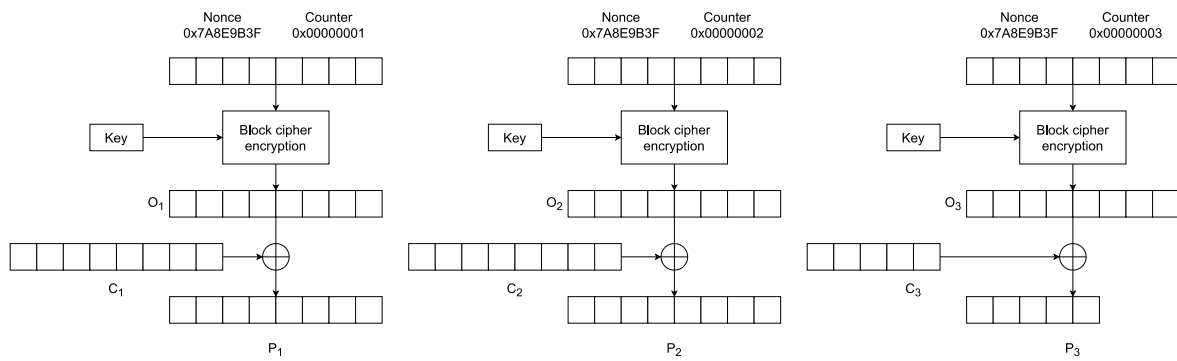 Nonce
0x7A8E9B3F
Counter
0x00000001
Key
Block cipher
encryption
O₁
C₁
P₁
Nonce
0x7A8E9B3F
Counter
0x00000002
Key
Block cipher
encryption
O₂
C₂
P₂
Nonce
0x7A8E9B3F
Counter
0x00000003
Key
Block cipher
encryption
O₃
C₃
P₃